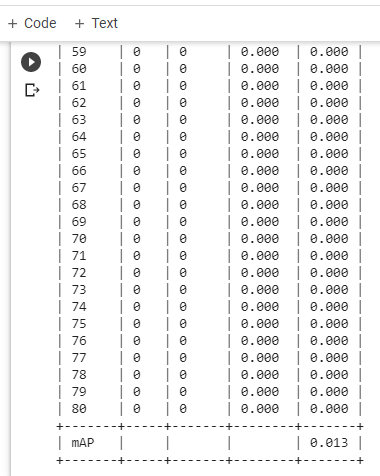 + Code + Text
| 59 | 0 | 0 | 0.000 | 0.000 |
| 60 | 0 | 0 | 0.000 | 0.000 |
| 61 | 0 | 0 | 0.000 | 0.000 |
| 62 | 0 | 0 | 0.000 | 0.000 |
| 63 | 0 | 0 | 0.000 | 0.000 |
| 64 | 0 | 0 | 0.000 | 0.000 |
| 65 | 0 | 0 | 0.000 | 0.000 |
| 66 | 0 | 0 | 0.000 | 0.000 |
| 67 | 0 | 0 | 0.000 | 0.000 |
| 68 | 0 | 0 | 0.000 | 0.000 |
| 69 | 0 | 0 | 0.000 | 0.000 |
| 70 | 0 | 0 | 0.000 | 0.000 |
| 71 | 0 | 0 | 0.000 | 0.000 |
| 72 | 0 | 0 | 0.000 | 0.000 |
| 73 | 0 | 0 | 0.000 | 0.000 |
| 74 | 0 | 0 | 0.000 | 0.000 |
| 75 | 0 | 0 | 0.000 | 0.000 |
| 76 | 0 | 0 | 0.000 | 0.000 |
| 77 | 0 | 0 | 0.000 | 0.000 |
| 78 | 0 | 0 | 0.000 | 0.000 |
| 79 | 0 | 0 | 0.000 | 0.000 |
| 80 | 0 | 0 | 0.000 | 0.000 |
+-------+-----+------+--------+-------+
| mAP | | | | 0.013 |
+-------+-----+------+--------+-------+